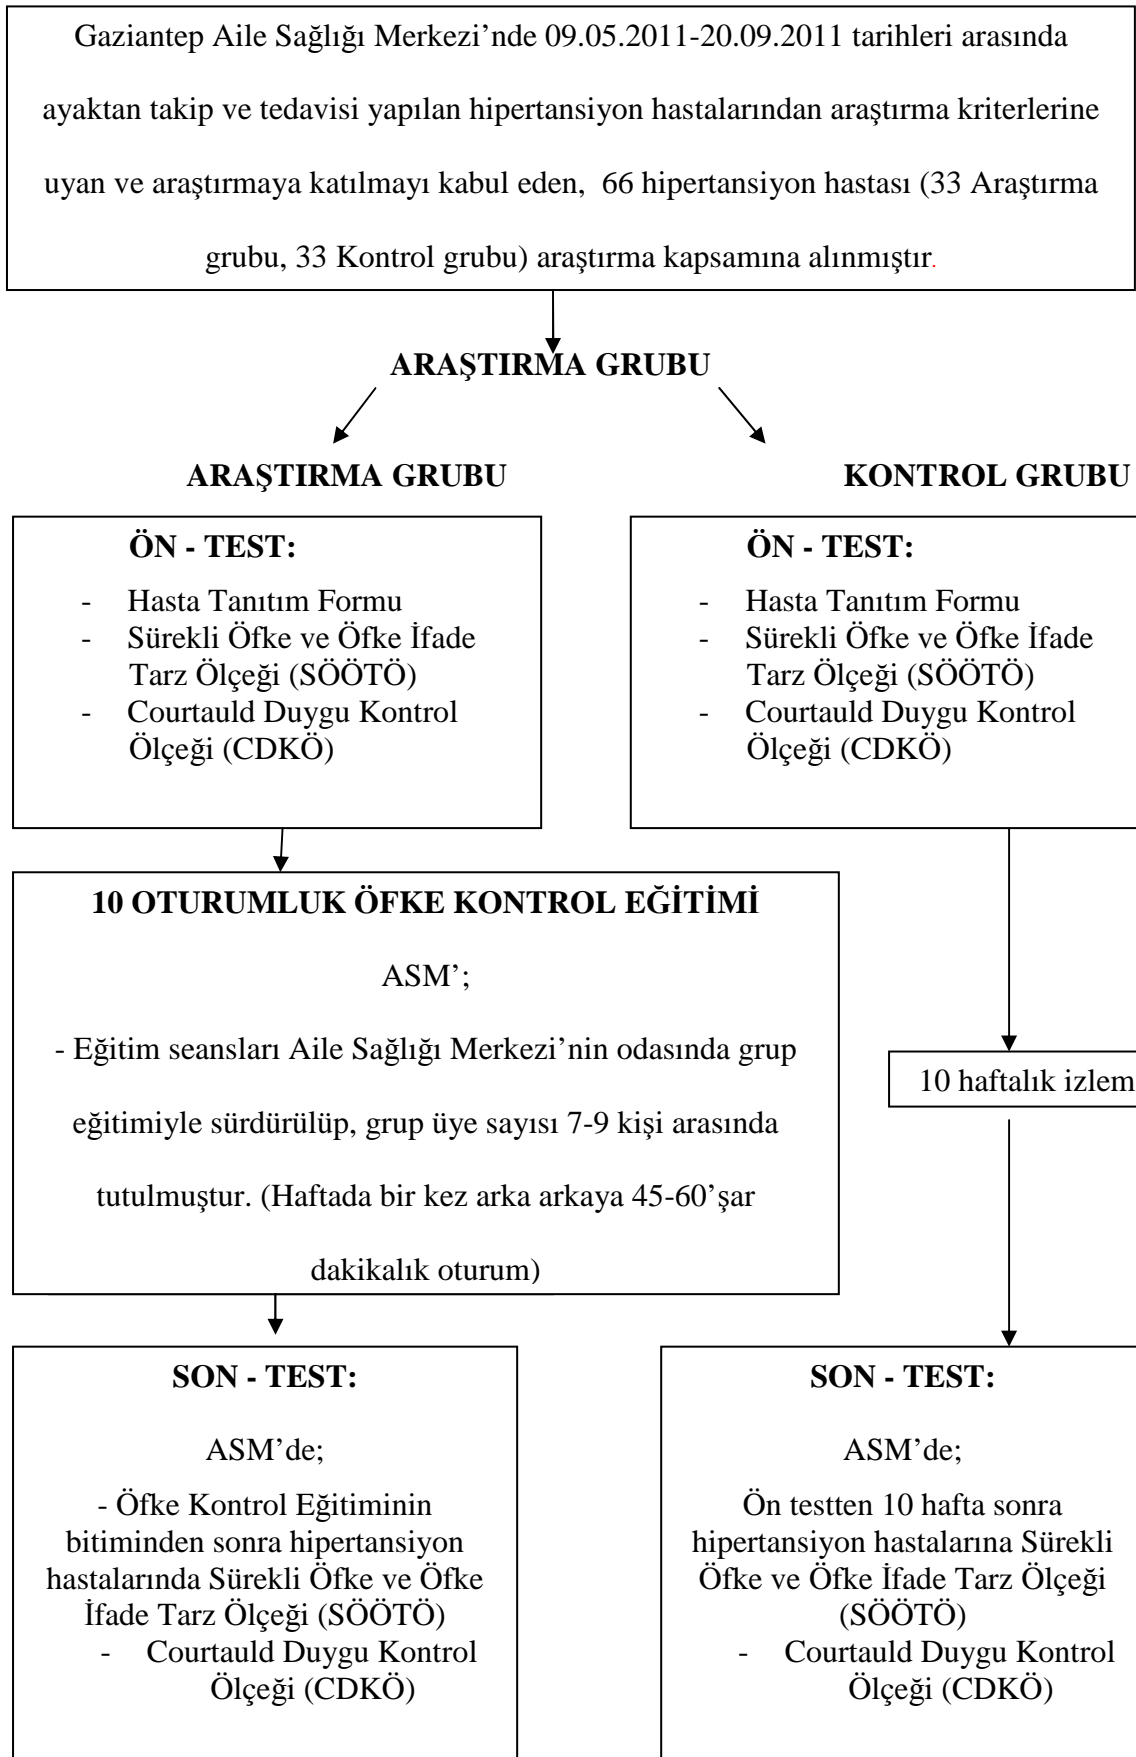 Gaziantep Aile Sağlığı Merkezi’nde 09.05.2011-20.09.2011 tarihleri arasında
ayaktan takip ve tedavisi yapılan hipertansiyon hastalarından araştırma kriterlerine
uyan ve araştırmaya katılmayı kabul eden, 66 hipertansiyon hastası (33 Araştırma
grubu, 33 Kontrol grubu) araştırma kapsamına alınmıştır.
ARAŞTIRMA GRUBU
ARAŞTIRMA GRUBU
ÖN - TEST:
- Hasta Tanıtım Formu
- Sürekli Öfke ve Öfke İfade
Tarz Ölçeği (SÖÖTÖ)
- Courtauld Duygu Kontrol
Ölçeği (CDKÖ)
KONTROL GRUBU
ÖN - TEST:
- Hasta Tanıtım Formu
- Sürekli Öfke ve Öfke İfade
Tarz Ölçeği (SÖÖTÖ)
- Courtauld Duygu Kontrol
Ölçeği (CDKÖ)
10 OTURUMLUK ÖFKE KONTROL EĞİTİMİ
ASM’;
- Eğitim seansları Aile Sağlığı Merkezi’nin odasında grup
eğitimiyle sürdürülüp, grup üye sayısı 7-9 kişi arasında
tutulmuştur. (Haftada bir kez arka arkaya 45-60’şar
dakikalık oturum)
10 haftalık izlem
SON - TEST:
ASM’de;
- Öfke Kontrol Eğitiminin
bitiminden sonra hipertansiyon
hastalarında Sürekli Öfke ve Öfke
İfade Tarz Ölçeği (SÖÖTÖ)
- Courtauld Duygu Kontrol
Ölçeği (CDKÖ)
SON - TEST:
ASM’de;
Ön testten 10 hafta sonra
hipertansiyon hastalarına Sürekli
Öfke ve Öfke İfade Tarz Ölçeği
(SÖÖTÖ)
- Courtauld Duygu Kontrol
Ölçeği (CDKÖ)